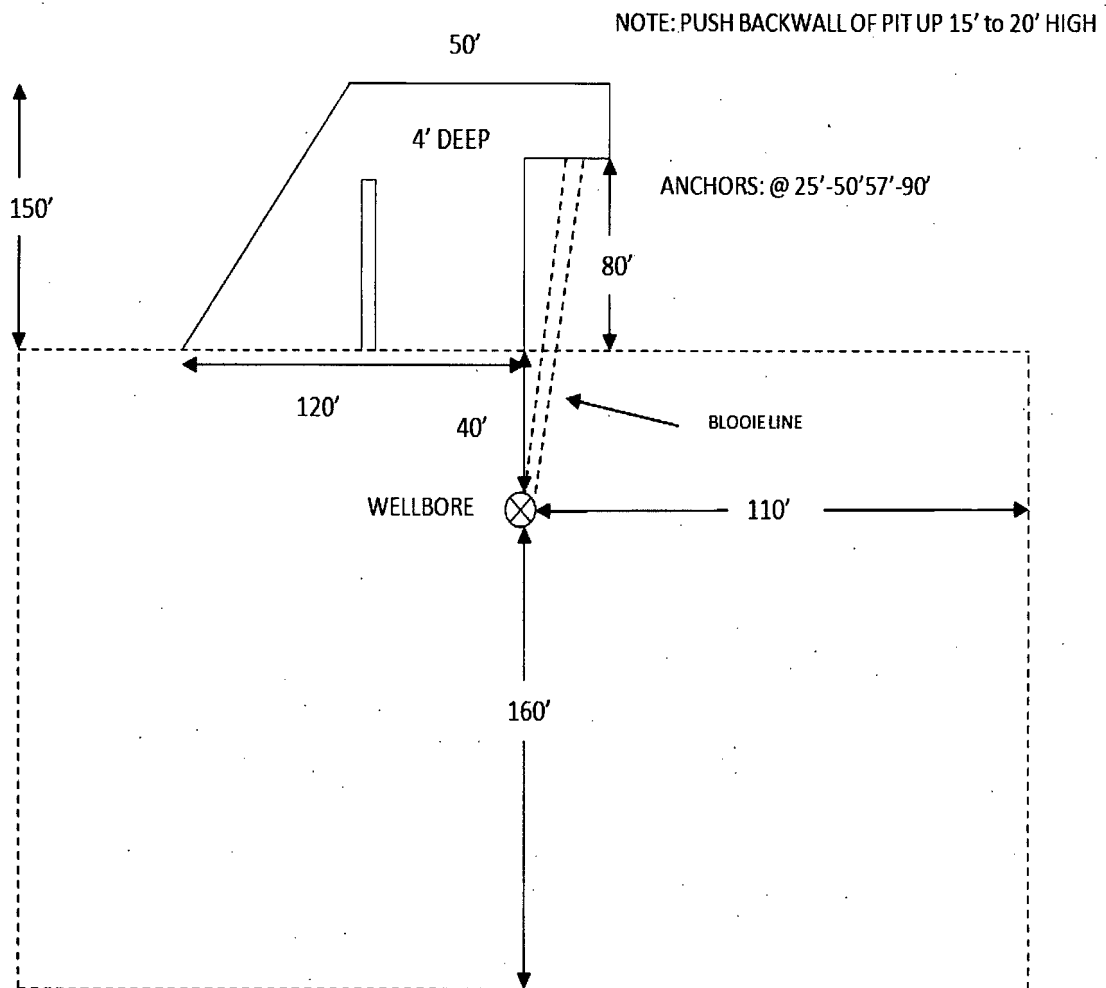 NOTE: PUSH BACKWALL OF PIT UP 15' to 20' HIGH
50'
4' DEEP
150'
ANCHORS: @ 25'-50'57'-90'
80'
120'
40'
BLOOIE LINE
WELLBORE
110'
160'